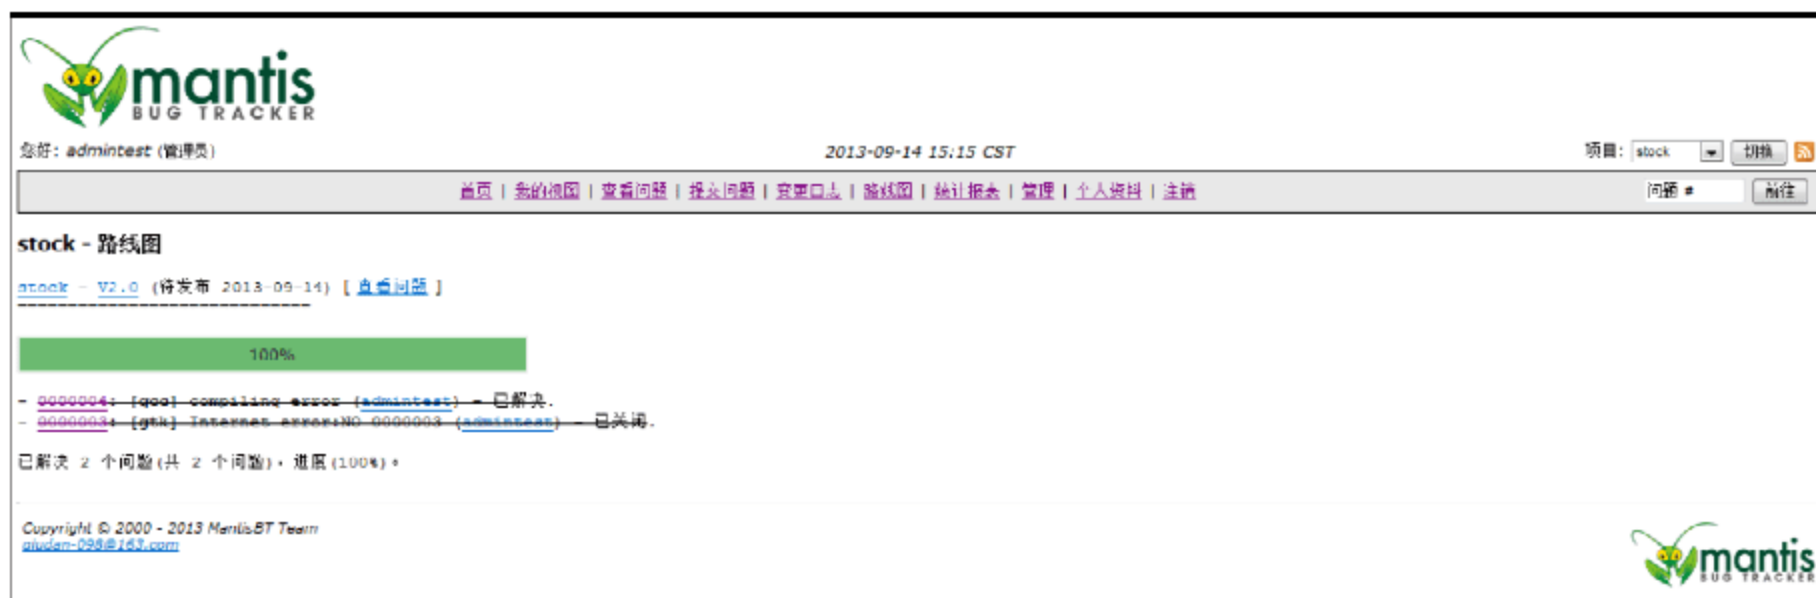 mantis
BUG TRACKER
您好: admintest (管理员)
2013-09-14 15:15 CST
项目: stock 切换
首页 | 我的视图 | 查看问题 | 提交问题 | 变更日志 | 路线图 | 统计报表 | 管理 | 个人资料 | 注销
问题 # 前往
stock - 路线图
stock - V2.0 (待发布 2013-09-14) [ 查看问题 ]
100%
- 0000004: [gcc] compiling error (admintest) - 已解决.
- 0000003: [gtk] Internet error:NO 0000003 (admintest) - 已关闭.
已解决 2 个问题(共 2 个问题)。进度(100%)。
Copyright © 2000 - 2013 MantisBT Team
mantis
BUG TRACKER